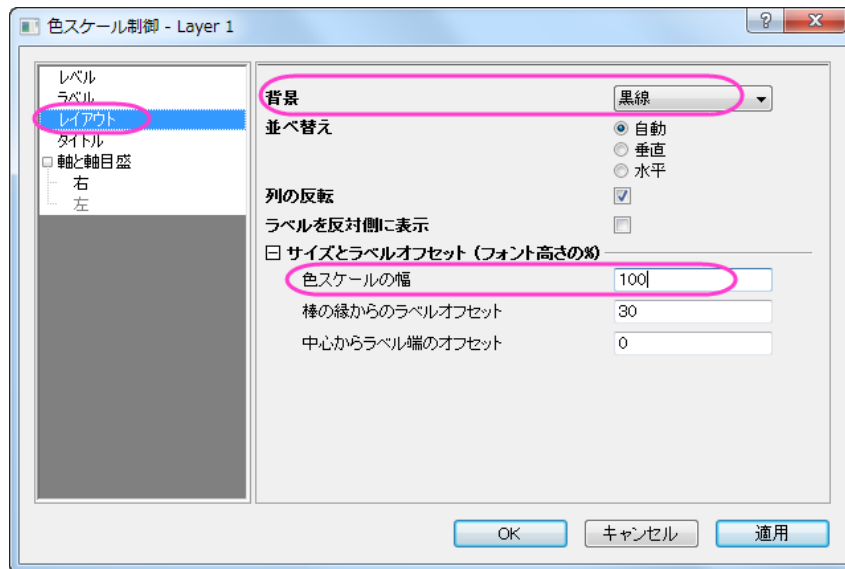 色スケール制御 - Layer 1
レベル
ラベル
レイアウト
タイトル
軸と軸目盛
右
左
背景 黒線
並べ替え 自動
垂直
水平
列の反転
ラベルを反対側に表示
サイズとラベルオフセット (フォント高さの%)
色スケールの幅 100
棒の縁からのラベルオフセット 30
中心からラベル端のオフセット 0
OK キャンセル 適用